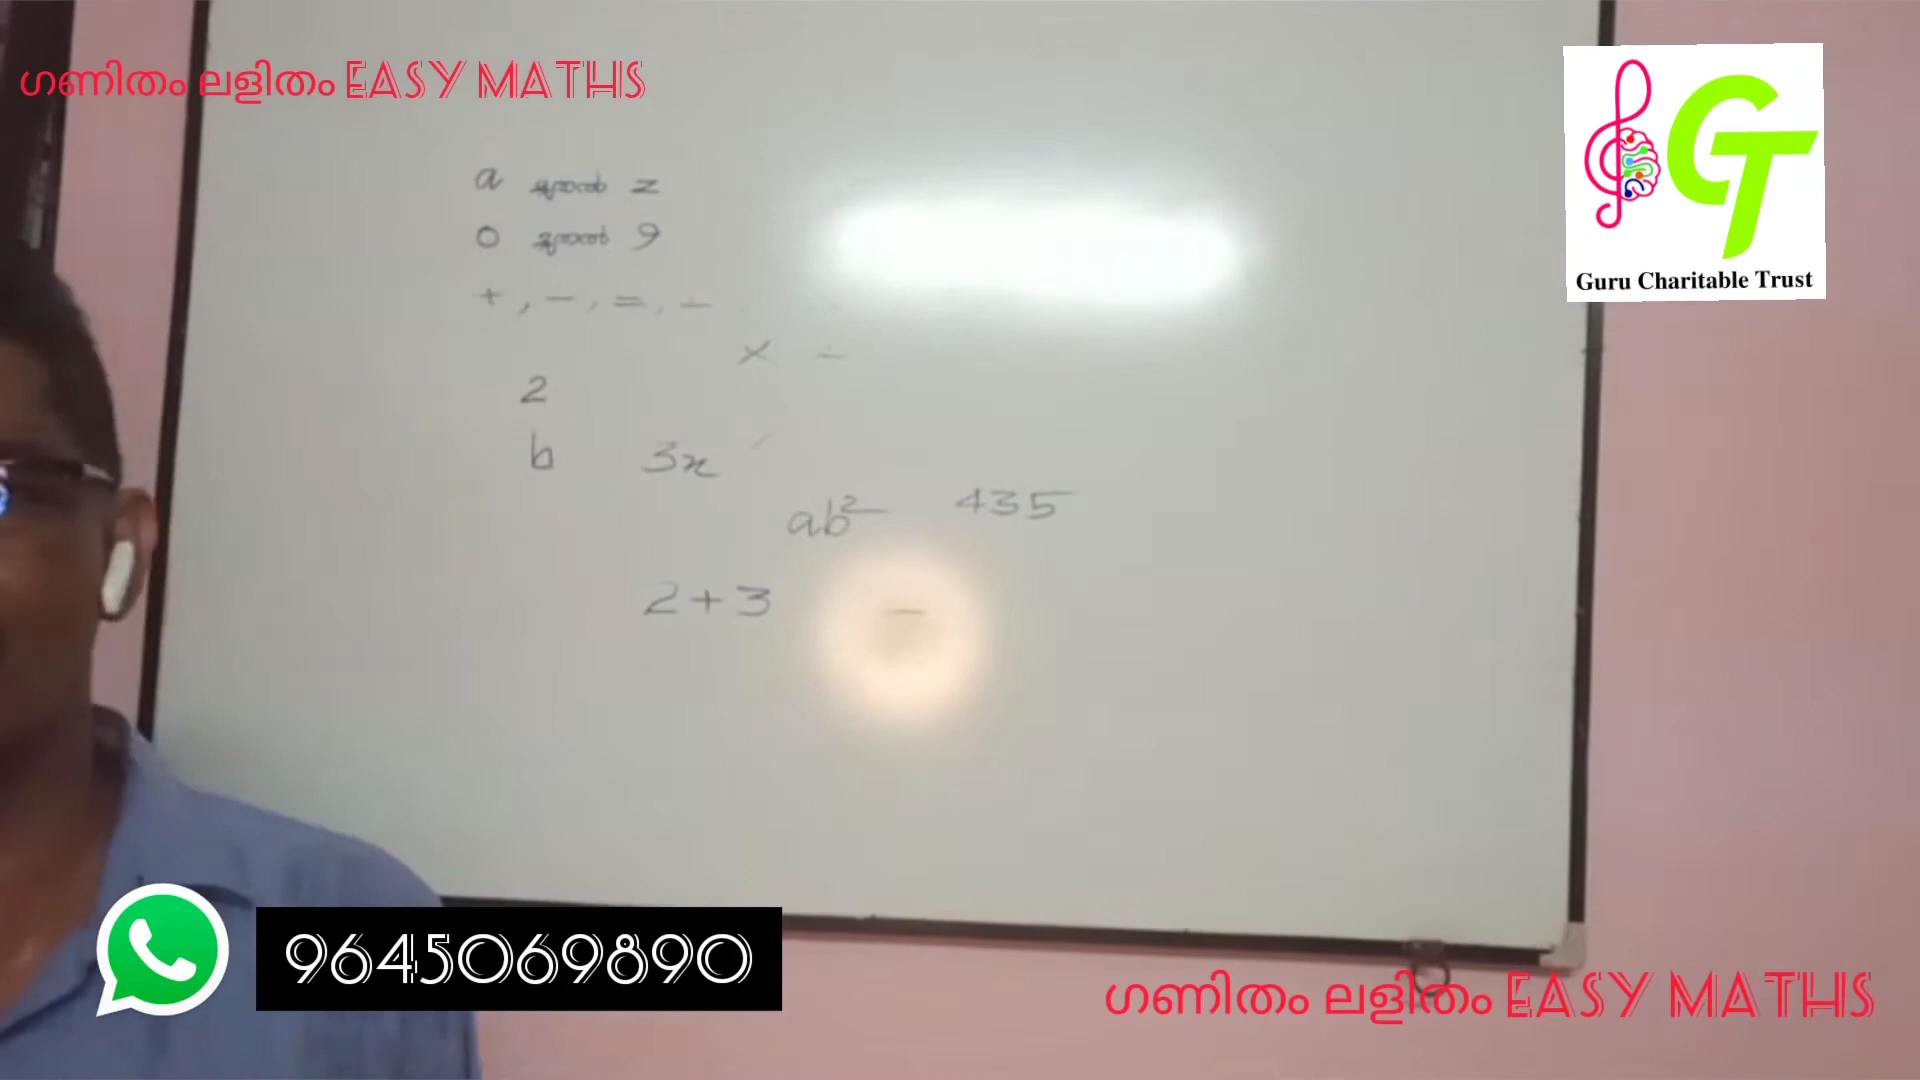 ഗണിതം ലളിതം EASY MATHS
GT
Guru Charitable Trust
a മുതൽ z
0 മുതൽ 9
+ , - , = , ÷
× ÷
2
b 3x
ab² 435
2+3 -
9645069890
ഗണിതം ലളിതം EASY MATHS